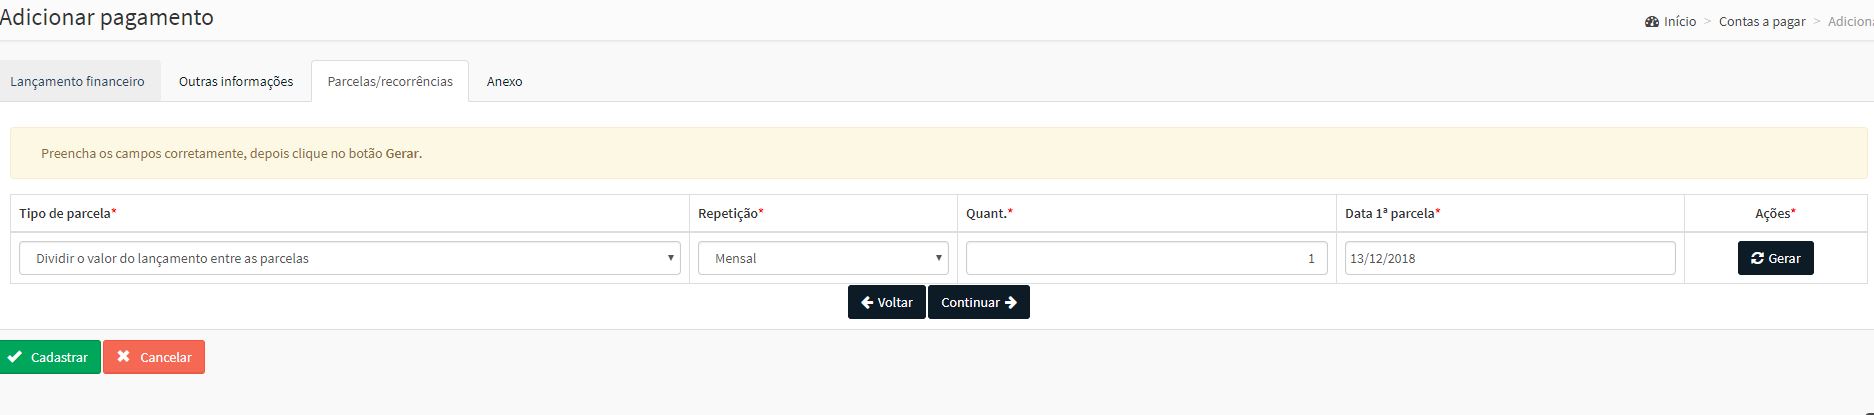 Adicionar pagamento
Início > Contas a pagar >
Lançamento financeiro Outras informações Parcelas/recorrências Anexo
Preencha os campos corretamente, depois clique no botão Gerar.
Tipo de parcela* Repetição* Quant.* Data 1ª parcela* Ações*
Dividir o valor do lançamento entre as parcelas Mensal 1 13/12/2018 Gerar
Voltar Continuar
Cadastrar Cancelar